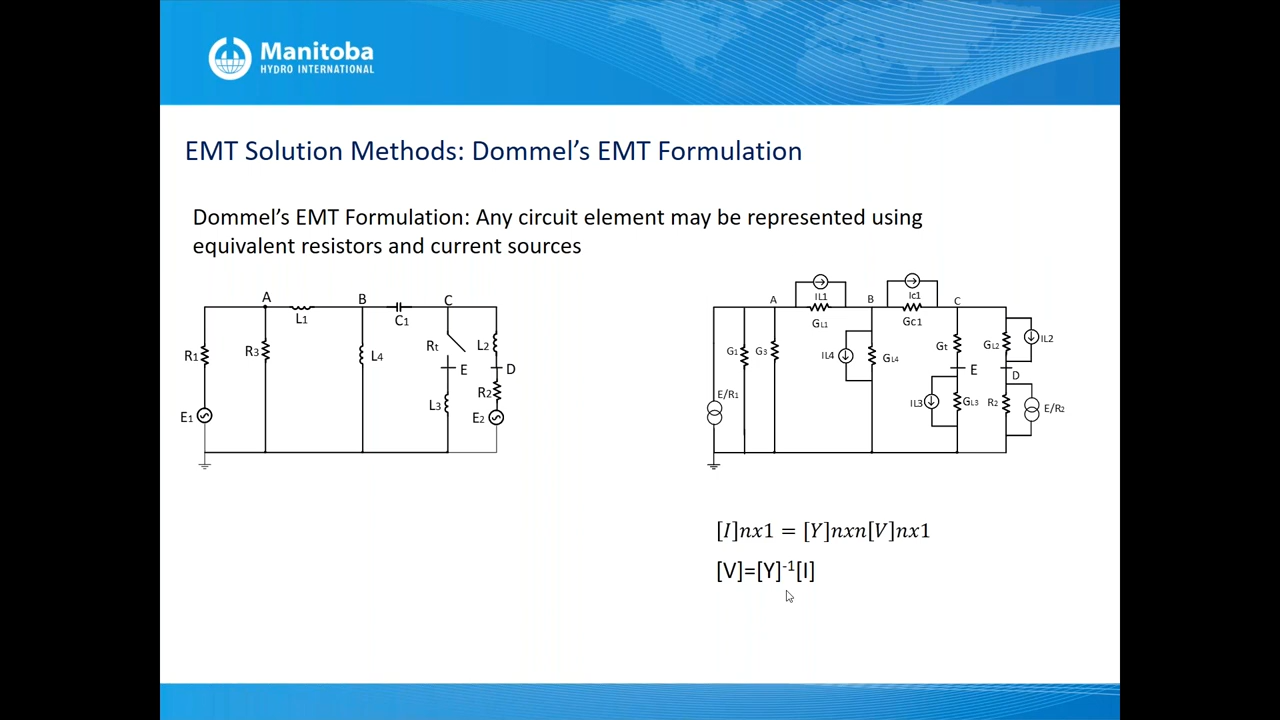 Manitoba
HYDRO INTERNATIONAL
EMT Solution Methods: Dommel's EMT Formulation
Dommel's EMT Formulation: Any circuit element may be represented using
equivalent resistors and current sources
A
B
C
L1
C1
R1
R3
L4
Rt
L2
E
D
L3
R2
E1
E2
IL1
Ic1
A
B
C
GL1
Gc1
G1
G3
IL4
GL4
Gt
GL2
IL2
E
D
E/R1
IL3
GL3
R2
E/R2
[I]nx1 = [Y]nxn[V]nx1
[V]=[Y]-1[I]